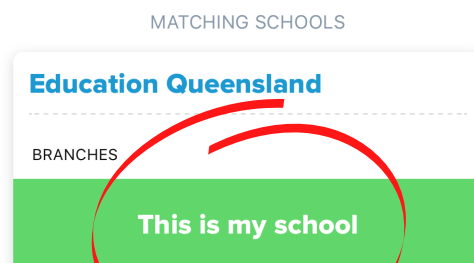 MATCHING SCHOOLS
Education Queensland
BRANCHES
This is my school